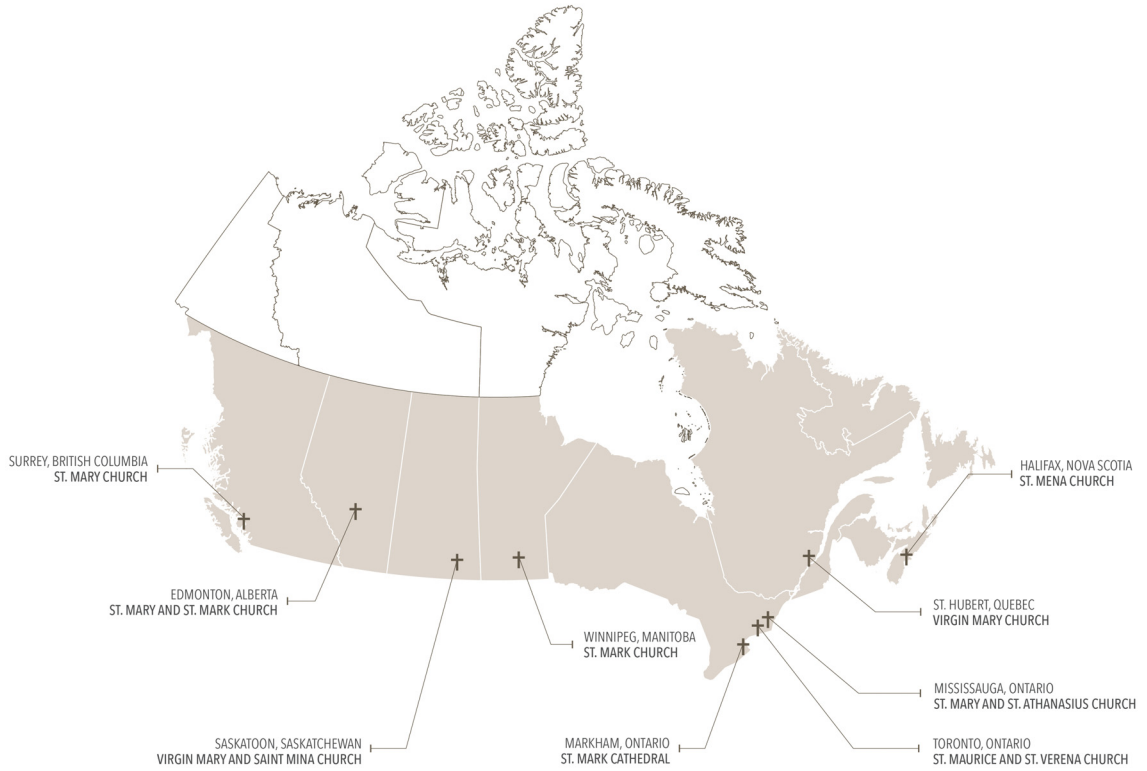 SURREY, BRITISH COLUMBIA
ST. MARY CHURCH
HALIFAX, NOVA SCOTIA
ST. MENA CHURCH
EDMONTON, ALBERTA
ST. MARY AND ST. MARK CHURCH
ST. HUBERT, QUEBEC
VIRGIN MARY CHURCH
WINNIPEG, MANITOBA
ST. MARK CHURCH
MISSISSAUGA, ONTARIO
ST. MARY AND ST. ATHANASIUS CHURCH
SASKATOON, SASKATCHEWAN
VIRGIN MARY AND SAINT MINA CHURCH
MARKHAM, ONTARIO
ST. MARK CATHEDRAL
TORONTO, ONTARIO
ST. MAURICE AND ST. VERENA CHURCH